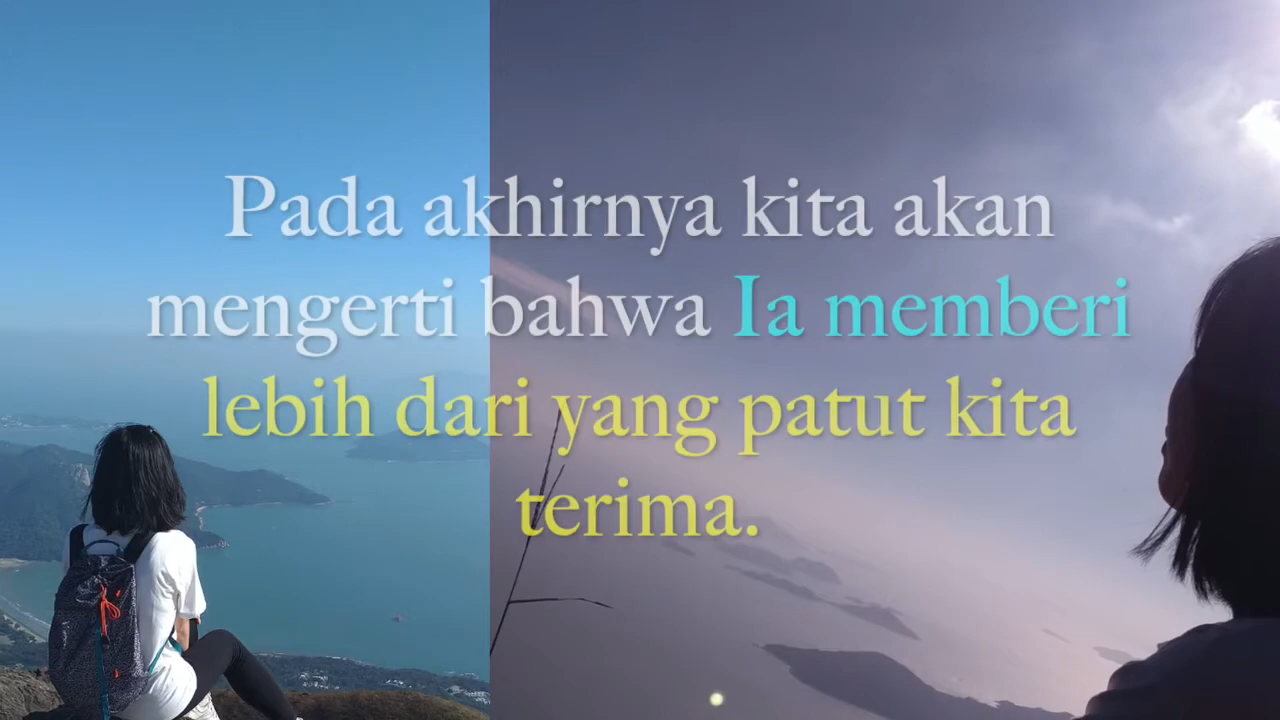 Pada akhirnya kita akan
mengerti bahwa Ia memberi
lebih dari yang patut kita
terima.